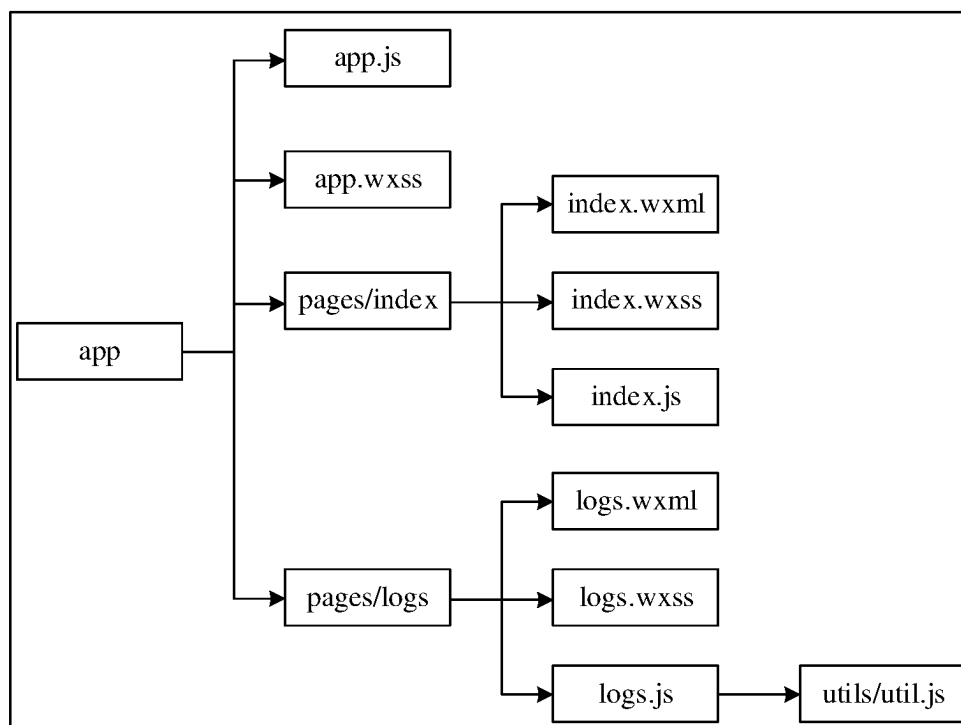 app
app.js
app.wxss
pages/index
index.wxml
index.wxss
index.js
pages/logs
logs.wxml
logs.wxss
logs.js
utils/util.js